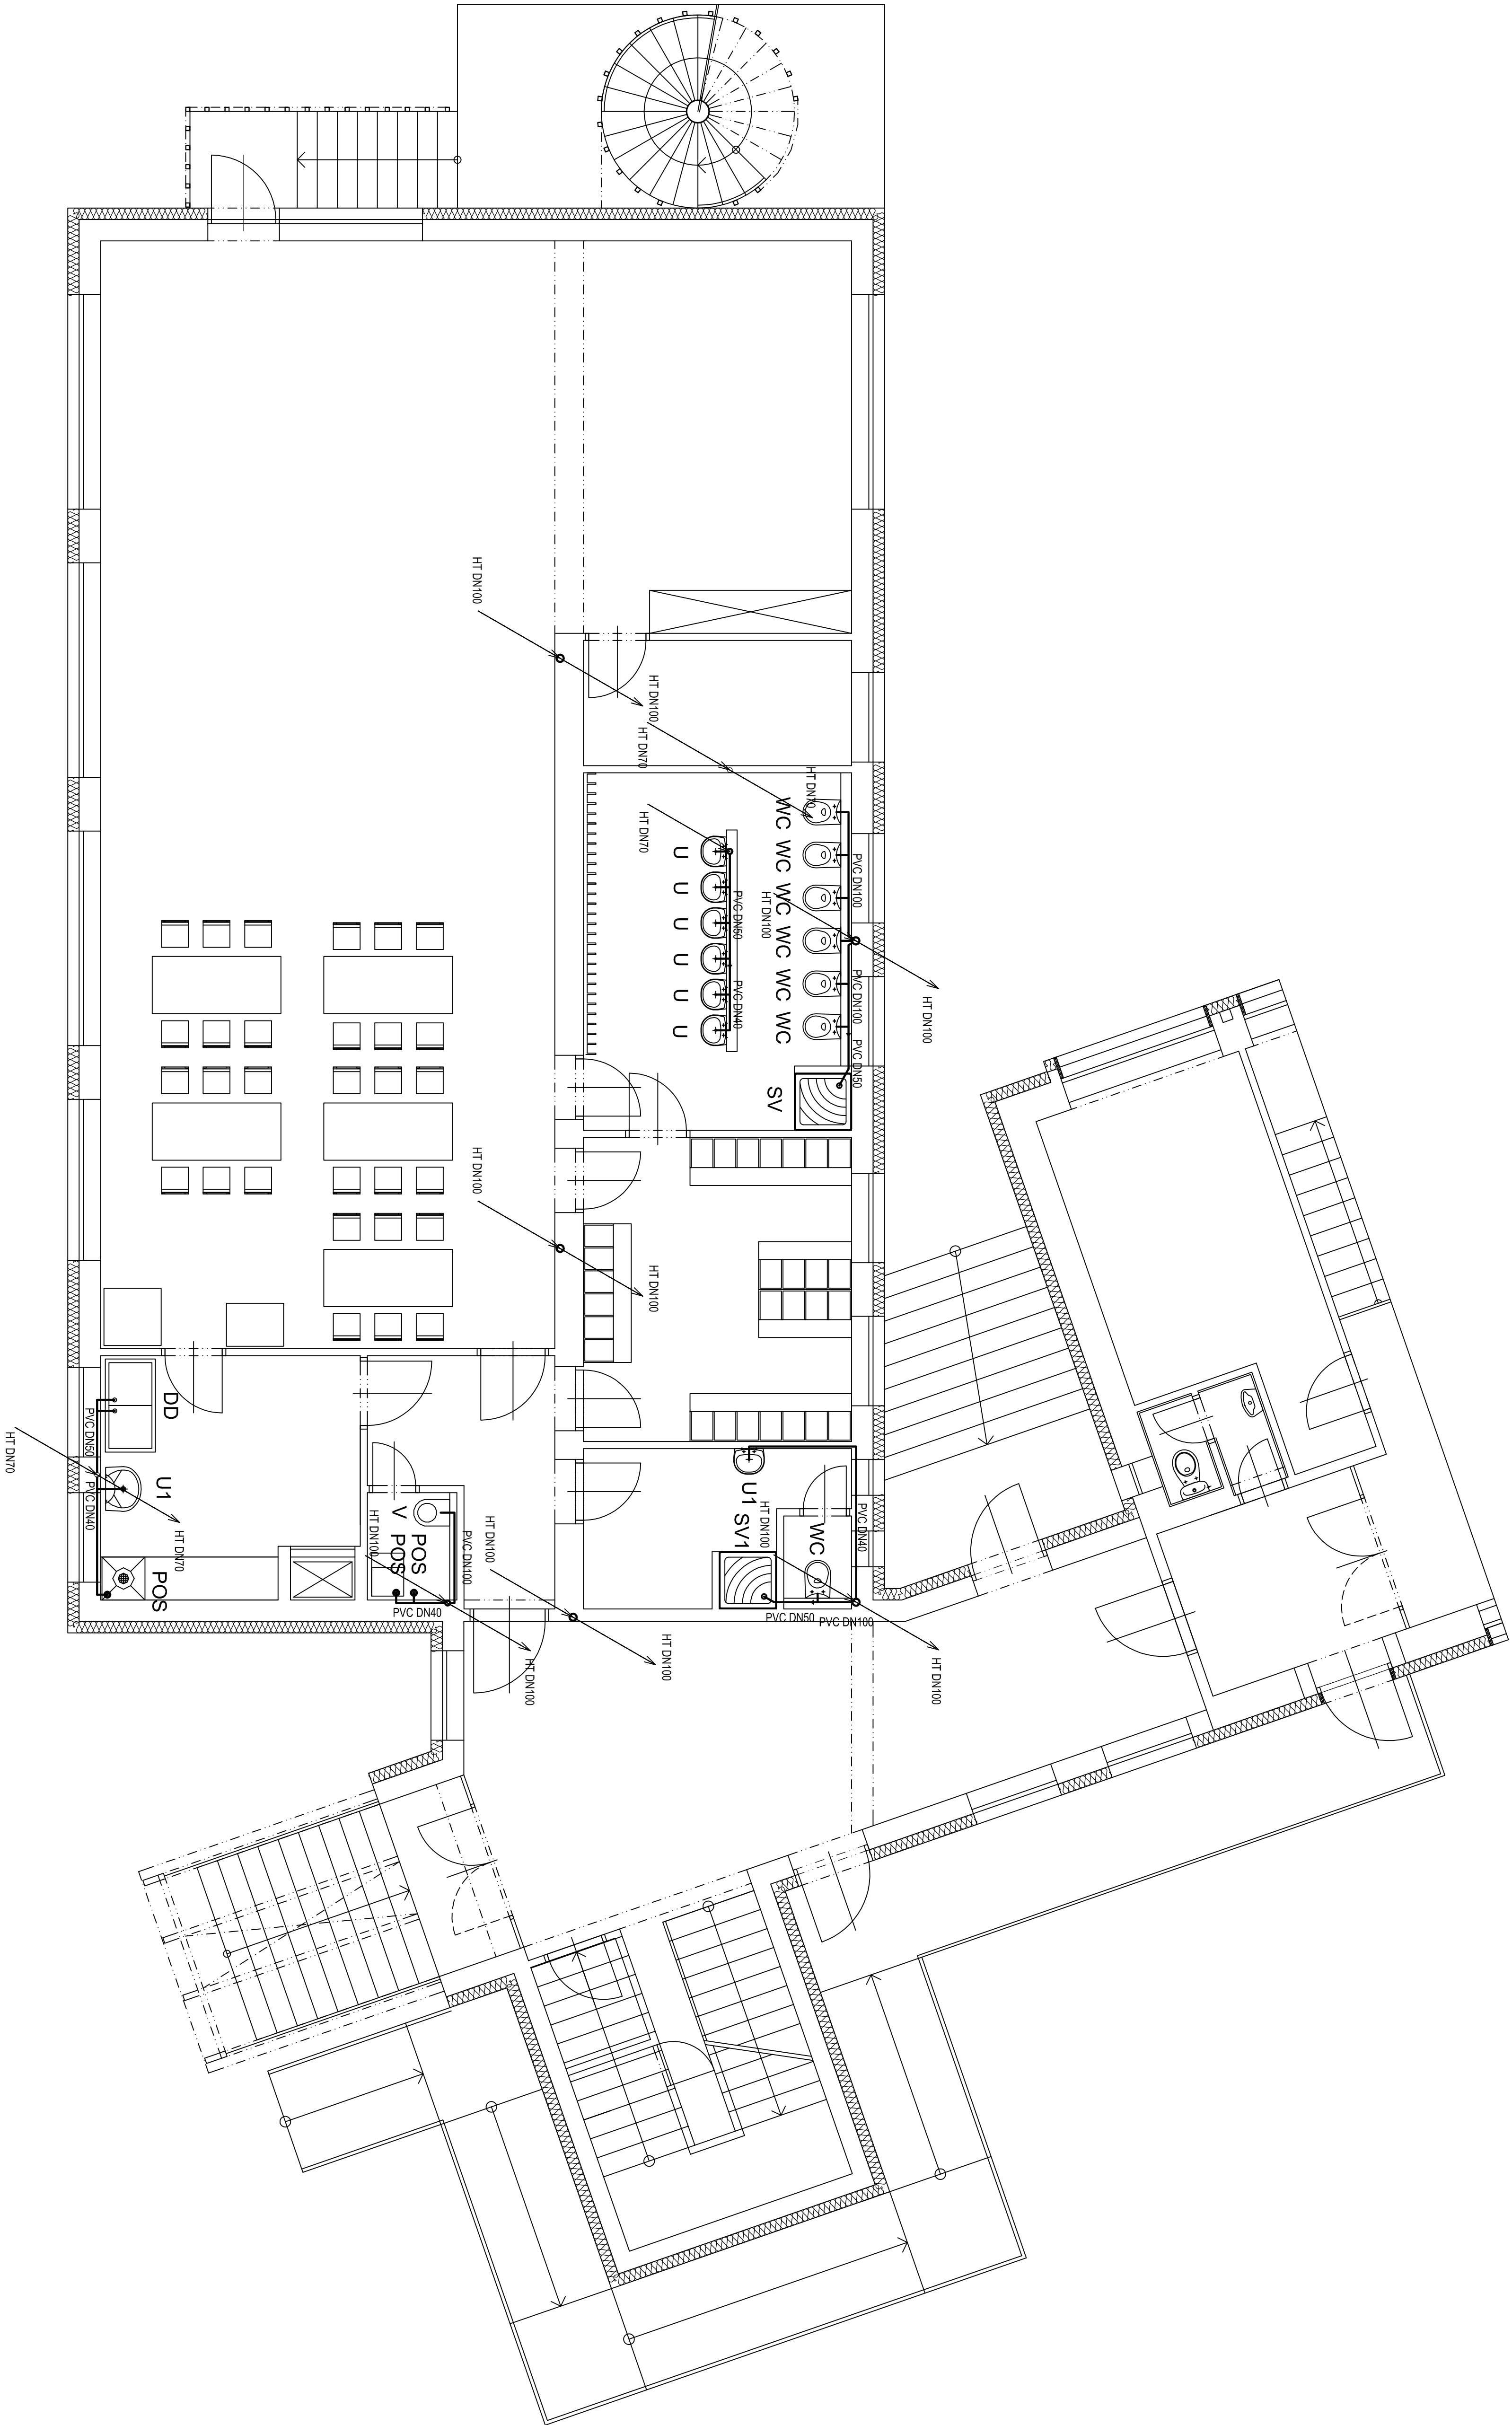 HT DN100
HT DN100
HT DN70
HT DN70
HT DN70
WC WC WC WC WC WC
PVC DN100
HT DN100
PVC DN100
HT DN100
PVC DN50
U U U U U U
PVC DN50
PVC DN40
SV
HT DN100
HT DN100
DD
PVC DN50
U1
PVC DN40
HT DN70
HT DN70
POS
V
POS
POS
HT DN100
PVC DN100
PVC DN40
HT DN100
HT DN100
HT DN100
U1
SV1
HT DN100
WC
PVC DN40
PVC DN50
PVC DN100
HT DN100